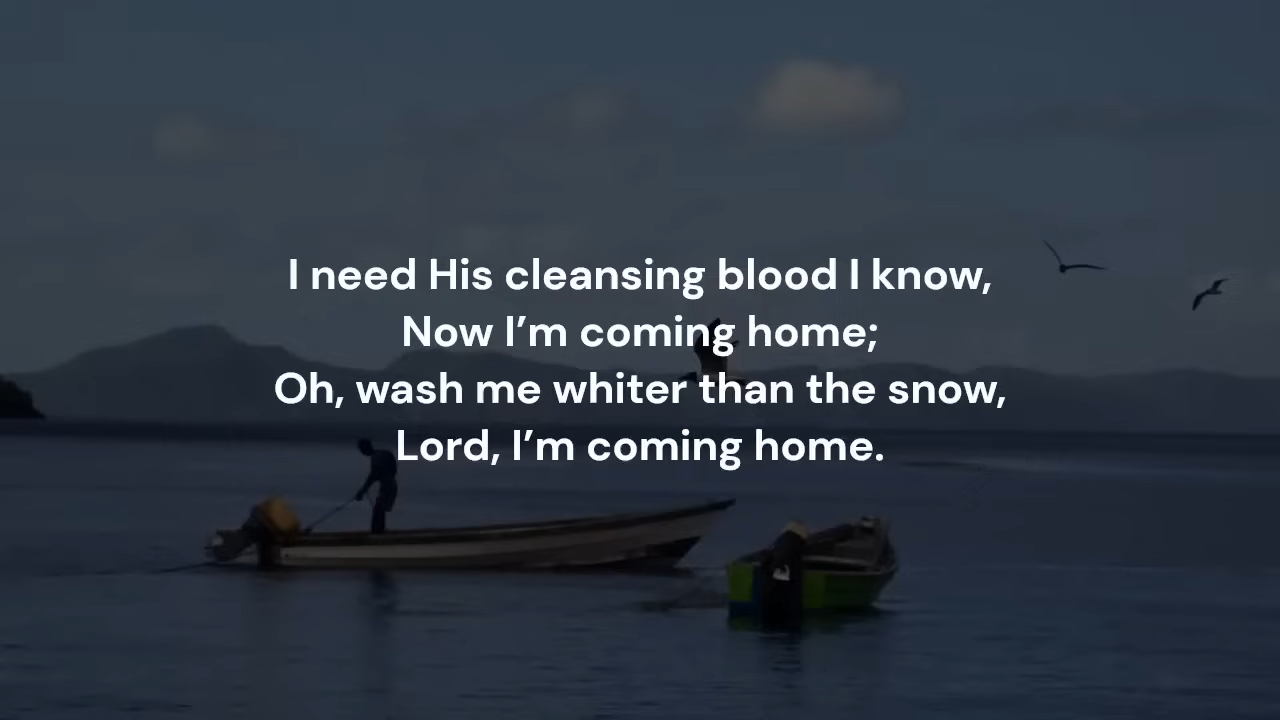 I need His cleansing blood I know,
Now I’m coming home;
Oh, wash me whiter than the snow,
Lord, I’m coming home.